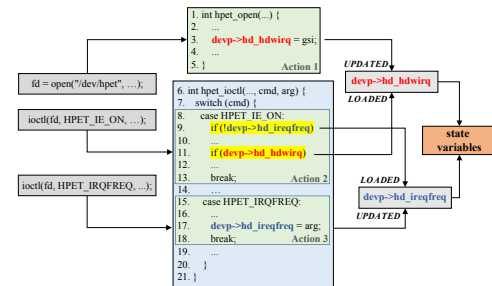 1. int hpet_open(...) {
2. ...
3. devp->hd_hdwirq = gsi;
4. ...
5. }
Action 1
fd = open("/dev/hpet", …);
ioctl(fd, HPET_IE_ON, ...);
ioctl(fd, HPET_IRQFREQ, ...);
6. int hpet_ioctl(..., cmd, arg) {
7. switch (cmd) {
8. case HPET_IE_ON:
9. if (!devp->hd_ireqfreq)
10. ...
11. if (devp->hd_hdwirq)
12. ...
13. break;
Action 2
14. ...
15. case HPET_IRQFREQ:
16. ...
17. devp->hd_ireqfreq = arg;
18. break;
Action 3
19. ...
20. }
21. }
UPDATED
devp->hd_hdwirq
LOADED
state
variables
LOADED
devp->hd_ireqfreq
UPDATED